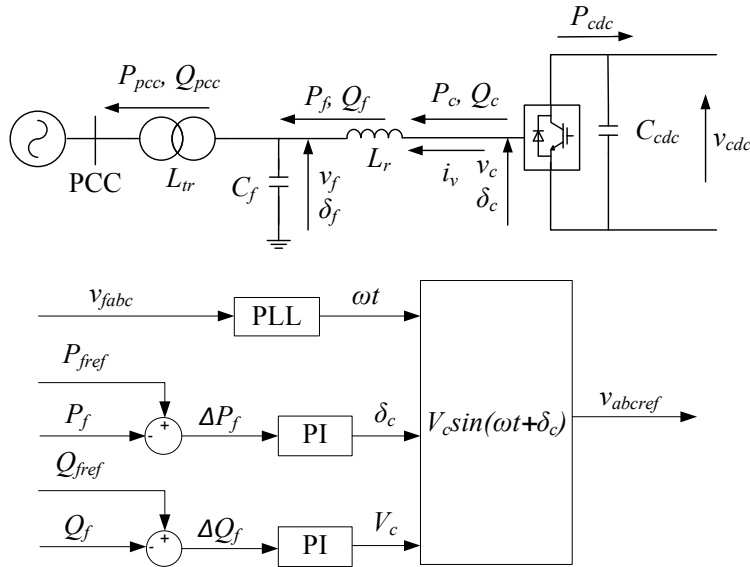 P_cdc
P_pcc, Q_pcc
P_f, Q_f
P_c, Q_c
PCC
L_tr
C_f
v_f
δ_f
L_r
i_v
v_c
δ_c
C_cdc
v_cdc
v_fabc
PLL
ωt
P_fref
P_f
+
-
ΔP_f
PI
δ_c
V_c sin(ωt+δ_c)
v_abcref
Q_fref
Q_f
+
-
ΔQ_f
PI
V_c